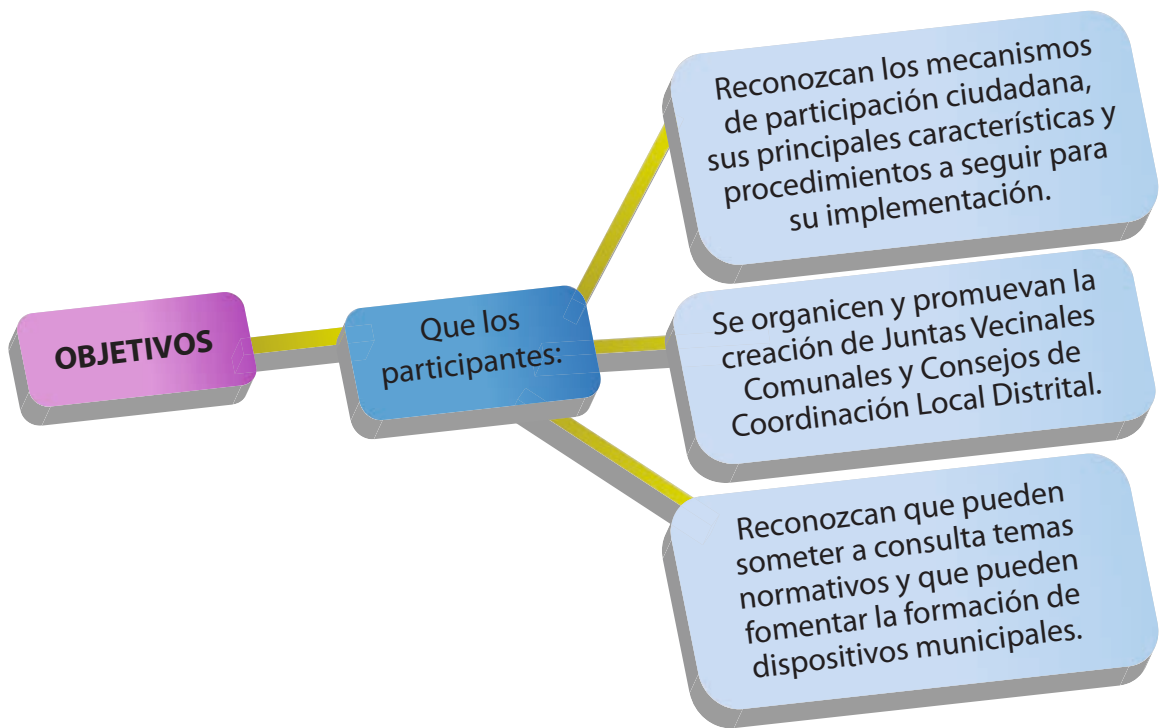 OBJETIVOS
Que los
participantes:
Reconozcan los mecanismos
de participación ciudadana,
sus principales características y
procedimientos a seguir para
su implementación.
Se organicen y promuevan la
creación de Juntas Vecinales
Comunales y Consejos de
Coordinación Local Distrital.
Reconozcan que pueden
someter a consulta temas
normativos y que pueden
fomentar la formación de
dispositivos municipales.